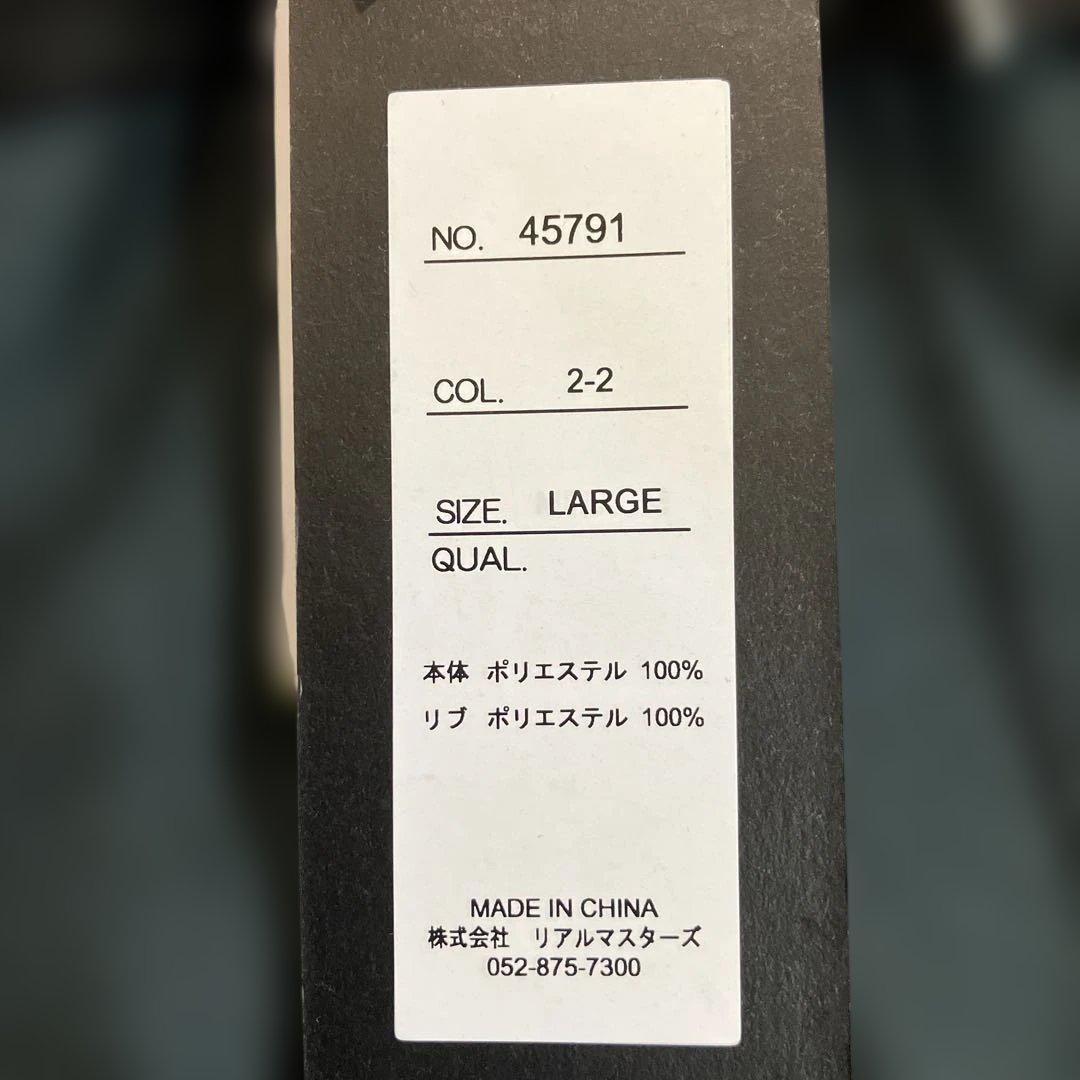 NO. 45791
COL. 2-2
SIZE. LARGE
QUAL.
本体 ポリエステル 100%
リブ ポリエステル 100%
MADE IN CHINA
株式会社 リアルマスターズ
052-875-7300